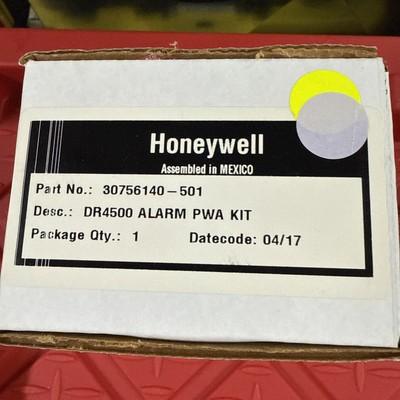 Honeywell
Assembled in MEXICO
Part No.: 30756140-501
Desc.: DR4500 ALARM PWA KIT
Package Qty.: 1 Datecode: 04/17